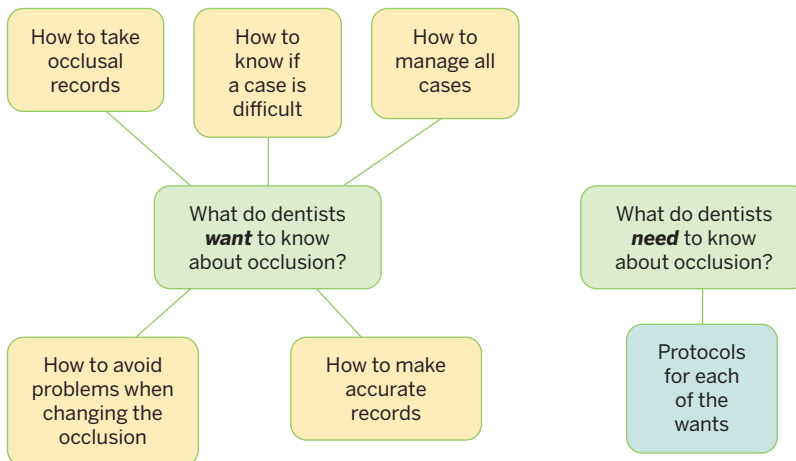 How to take
occlusal
records
How to
know if
a case is
difficult
How to
manage all
cases
What do dentists
want to know
about occlusion?
What do dentists
need to know
about occlusion?
How to avoid
problems when
changing the
occlusion
How to make
accurate
records
Protocols
for each
of the
wants